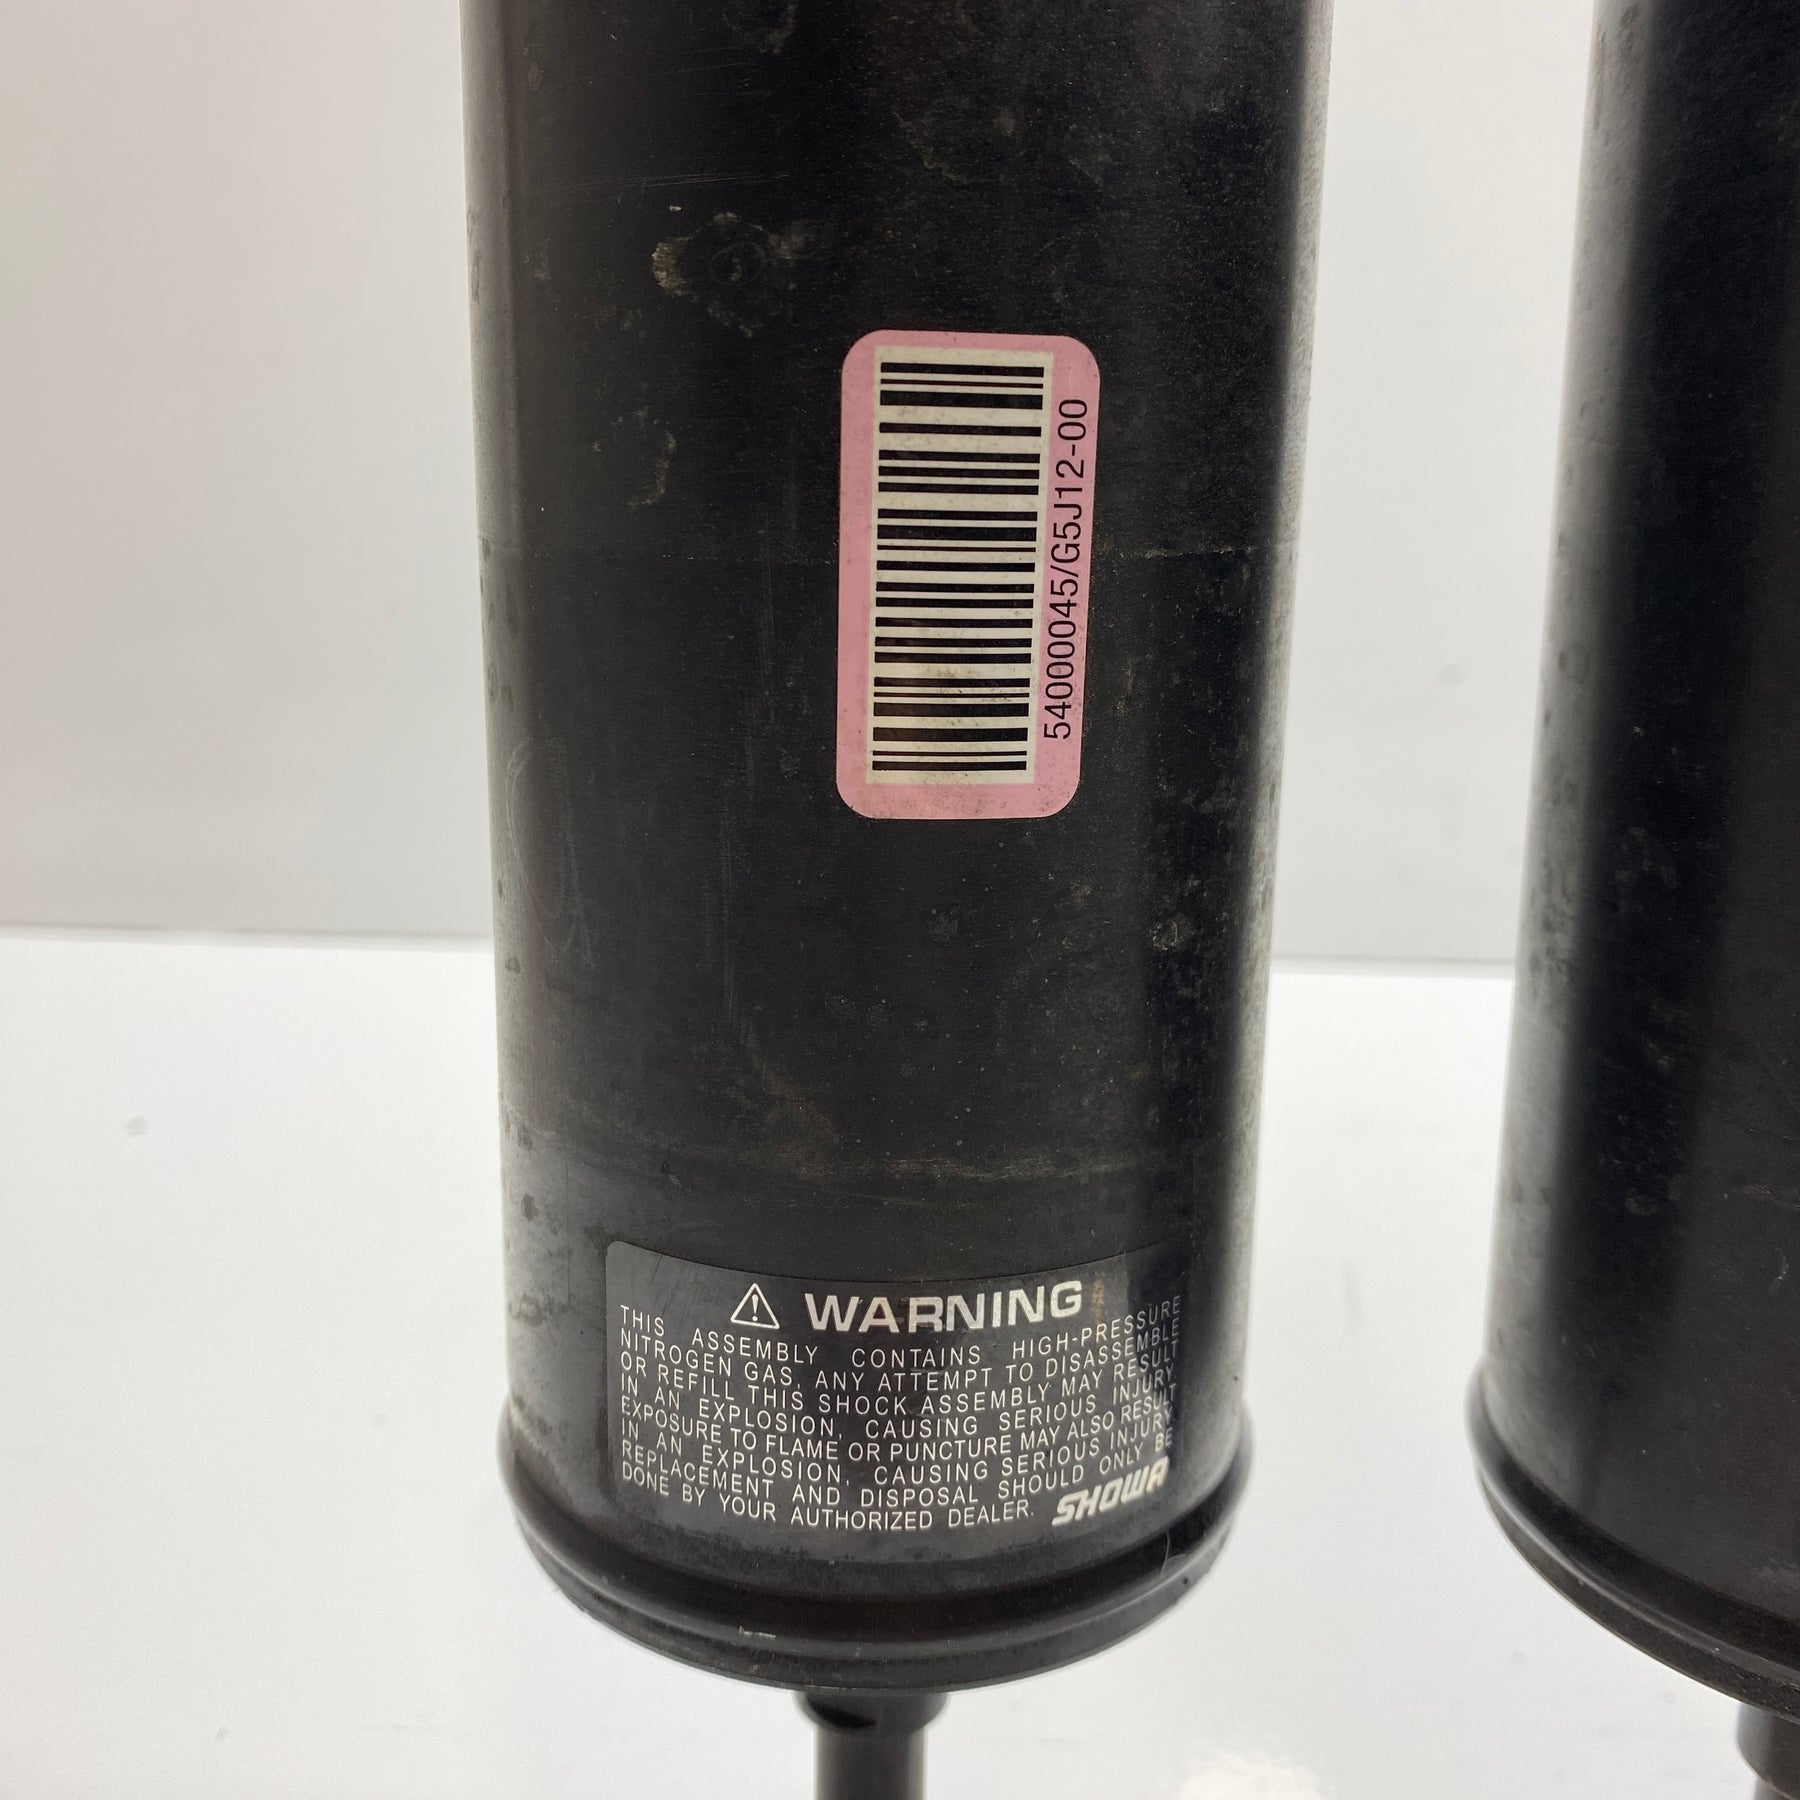 5400045/G5J12-00
WARNING
THIS ASSEMBLY CONTAINS HIGH-PRESSURE
NITROGEN GAS, ANY ATTEMPT TO DISASSEMBLE
OR REFILL THIS SHOCK ASSEMBLY MAY RESULT
IN AN EXPLOSION, CAUSING SERIOUS INJURY.
EXPOSURE TO FLAME OR PUNCTURE MAY ALSO RESULT
IN AN EXPLOSION, CAUSING SERIOUS INJURY.
REPLACEMENT AND DISPOSAL SHOULD ONLY BE
DONE BY YOUR AUTHORIZED DEALER. SHOWA